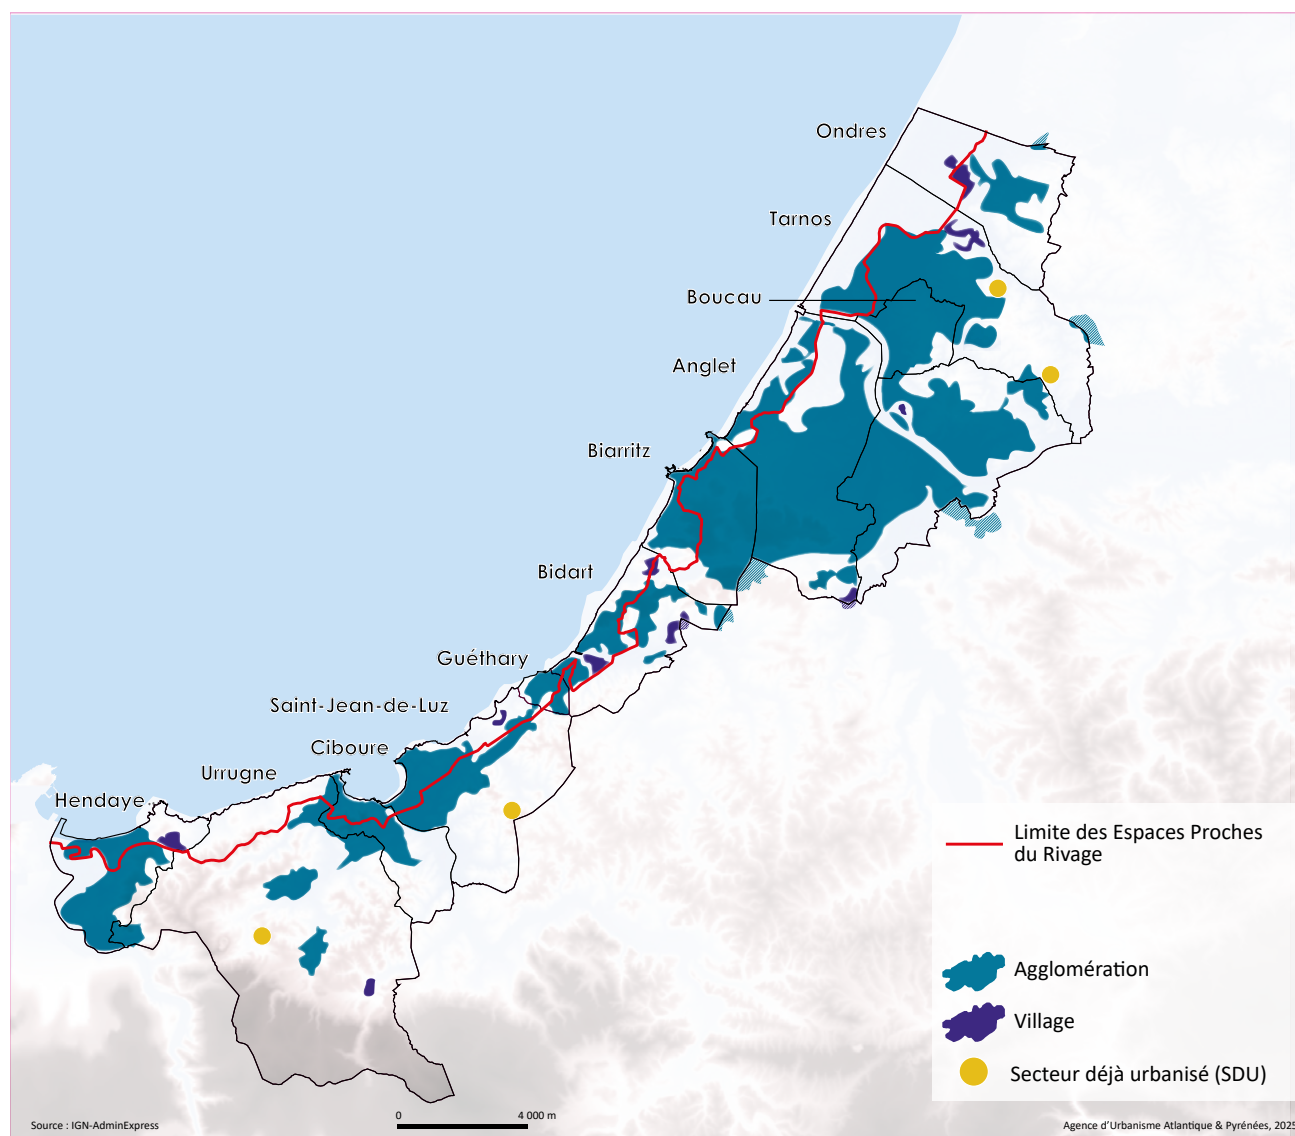 Ondres
Tarnos
Boucau
Anglet
Biarritz
Bidart
Guéthary
Saint-Jean-de-Luz
Ciboure
Urrugne
Hendaye
Limite des Espaces Proches
du Rivage
Agglomération
Village
Secteur déjà urbanisé (SDU)
0 4 000 m
Source : IGN-AdminExpress
Agence d'Urbanisme Atlantique & Pyrénées, 2025